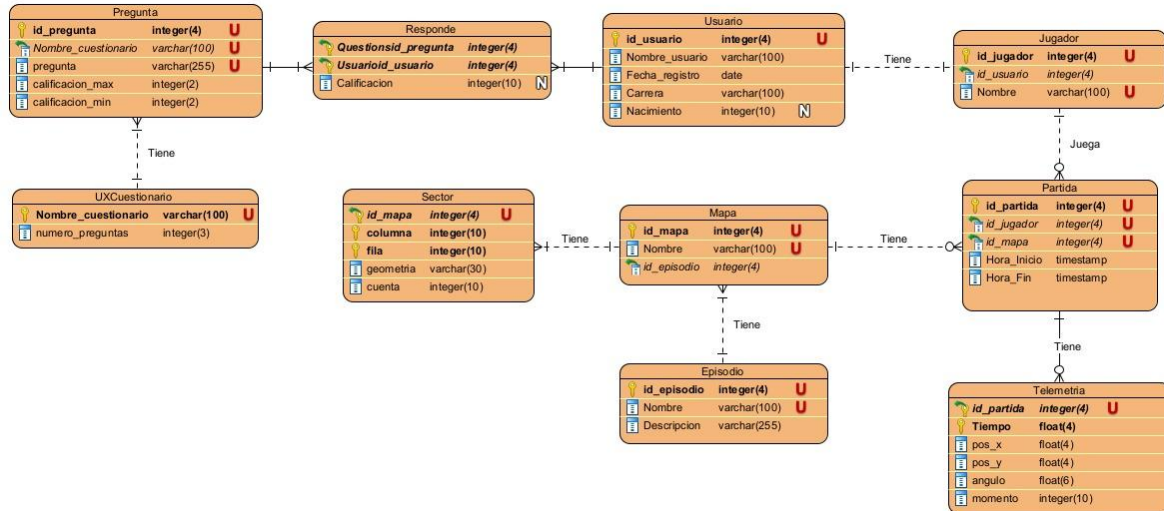 Pregunta
id_pregunta integer(4) U
Nombre_cuestionario varchar(100) U
pregunta varchar(255) U
calificacion_max integer(2)
calificacion_min integer(2)
Responde
Questionsid_pregunta integer(4)
Usuarioid_usuario integer(4)
Calificacion integer(10) N
Usuario
id_usuario integer(4) U
Nombre_usuario varchar(100)
Fecha_registro date
Carrera varchar(100)
Nacimiento integer(10) N
Tiene
Jugador
id_jugador integer(4) U
id_usuario integer(4)
Nombre varchar(100) U
Tiene
Juega
UXCuestionario
Nombre_cuestionario varchar(100) U
numero_preguntas integer(3)
Sector
id_mapa integer(4) U
columna integer(10)
fila integer(10)
geometria varchar(30)
cuenta integer(10)
Tiene
Mapa
id_mapa integer(4) U
Nombre varchar(100) U
id_episodio integer(4)
Tiene
Partida
id_partida integer(4) U
id_jugador integer(4) U
id_mapa integer(4) U
Hora_Inicio timestamp
Hora_Fin timestamp
Tiene
Tiene
Episodio
id_episodio integer(4) U
Nombre varchar(100) U
Descripcion varchar(255)
Telemetria
id_partida integer(4) U
Tiempo float(4)
pos_x float(4)
pos_y float(4)
angulo float(6)
momento integer(10)